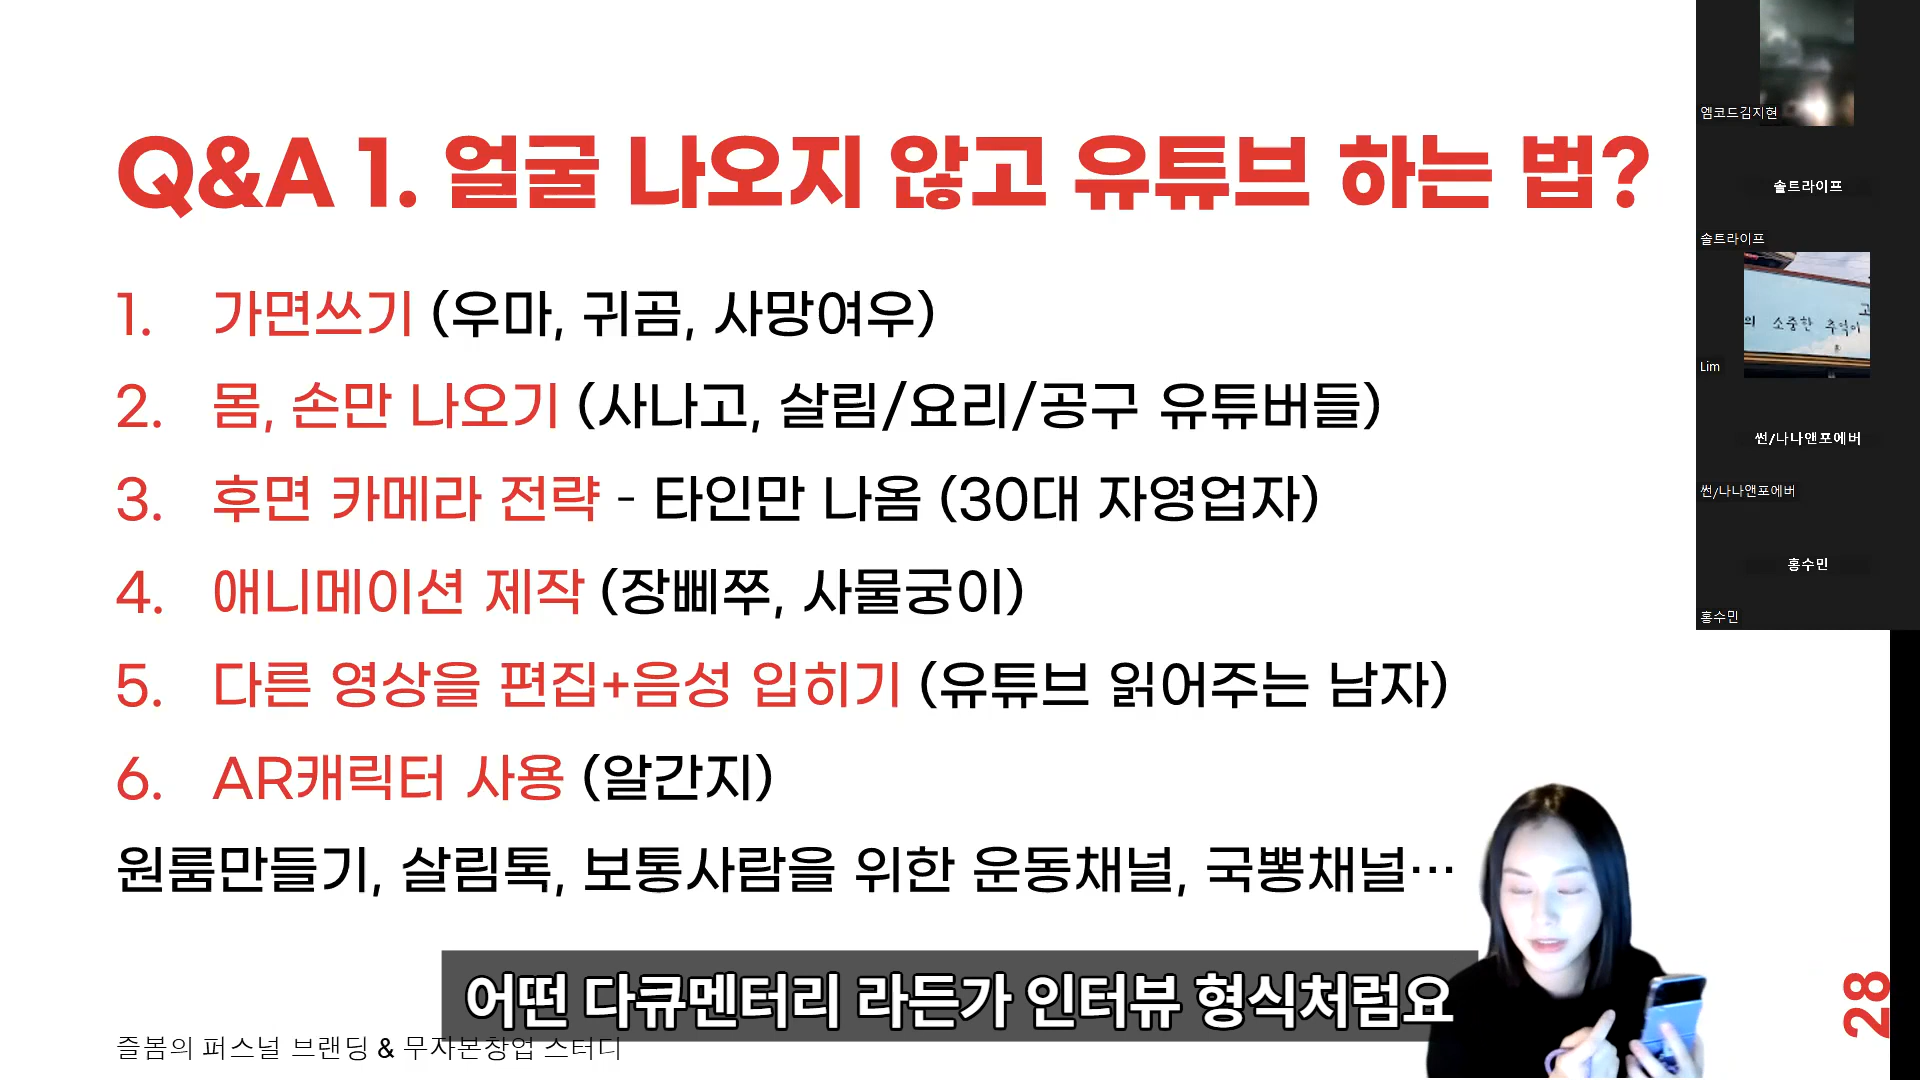 Q&A 1. 얼굴 나오지 않고 유튜브 하는 법?
1. 가면쓰기 (우마, 귀곰, 사망여우)
2. 몸, 손만 나오기 (사나고, 살림/요리/공구 유튜버들)
3. 후면 카메라 전략 - 타인만 나옴 (30대 자영업자)
4. 애니메이션 제작 (장삐쭈, 사물궁이)
5. 다른 영상을 편집+음성 입히기 (유튜브 읽어주는 남자)
6. AR캐릭터 사용 (알간지)
원룸만들기, 살림톡, 보통사람을 위한 운동채널, 국뽕채널…
어떤 다큐멘터리 라든가 인터뷰 형식처럼요
즐봄의 퍼스널 브랜딩 & 무자본창업 스터디
28
엠코드김지현
솔트라이프
솔트라이프
의 소중한 추억이
Lim
썬/나나앤포에버
썬/나나앤포에버
홍수민
홍수민